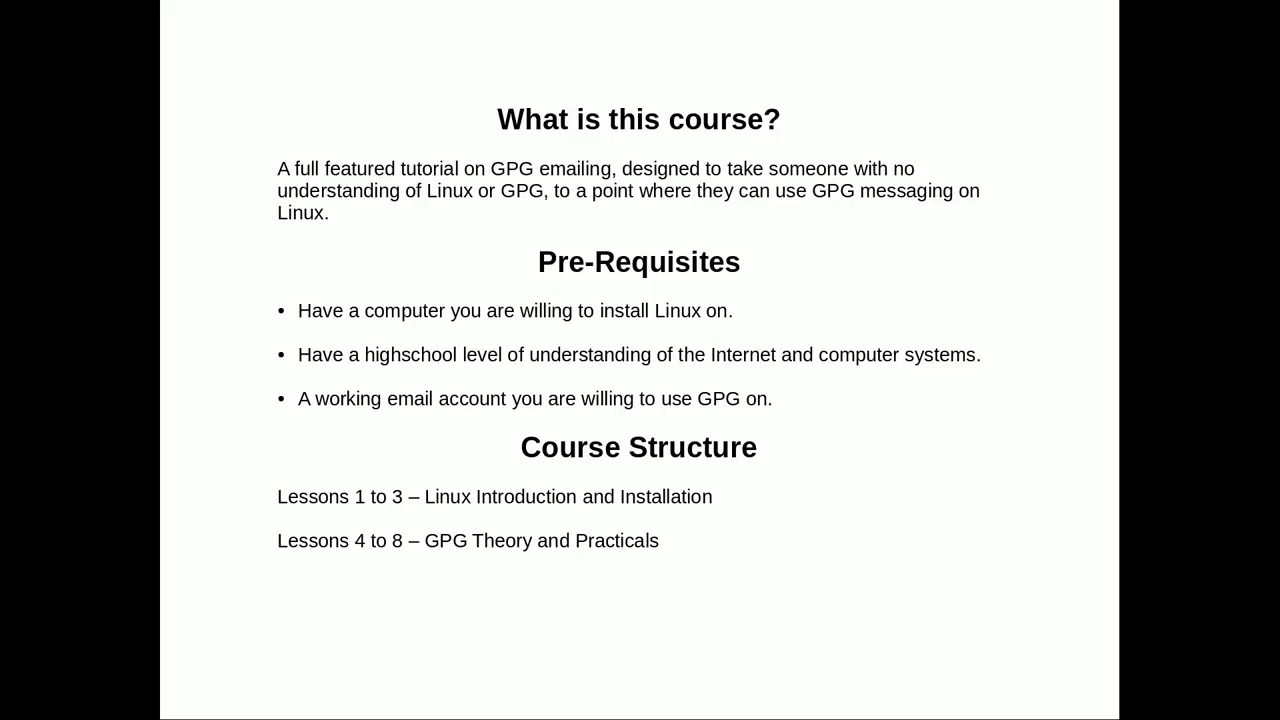 What is this course?
A full featured tutorial on GPG emailing, designed to take someone with no
understanding of Linux or GPG, to a point where they can use GPG messaging on
Linux.
Pre-Requisites
• Have a computer you are willing to install Linux on.
• Have a highschool level of understanding of the Internet and computer systems.
• A working email account you are willing to use GPG on.
Course Structure
Lessons 1 to 3 – Linux Introduction and Installation
Lessons 4 to 8 – GPG Theory and Practicals